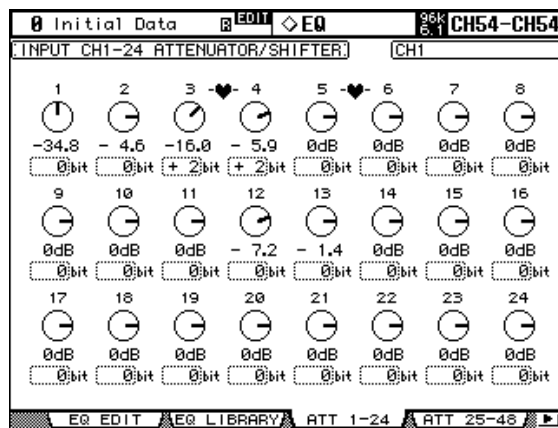 0 Initial Data EDIT ◇EQ 96k 6.1 CH54-CH54
INPUT CH1-24 ATTENUATOR/SHIFTER CH1
1 2 3 -♥- 4 5 -♥- 6 7 8
-34.8 - 4.6 -16.0 - 5.9 0dB 0dB 0dB 0dB
0bit 0bit + 2bit + 2bit 0bit 0bit 0bit 0bit
9 10 11 12 13 14 15 16
0dB 0dB 0dB - 7.2 - 1.4 0dB 0dB 0dB
0bit 0bit 0bit 0bit 0bit 0bit 0bit 0bit
17 18 19 20 21 22 23 24
0dB 0dB 0dB 0dB 0dB 0dB 0dB 0dB
0bit 0bit 0bit 0bit 0bit 0bit 0bit 0bit
EQ EDIT EQ LIBRARY ATT 1-24 ATT 25-48